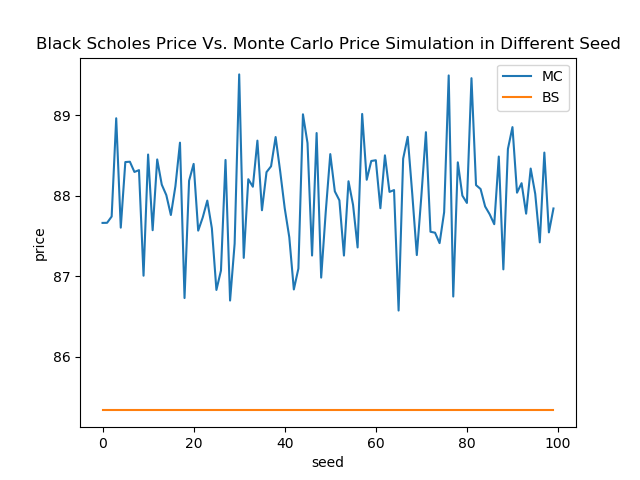 Black Scholes Price Vs. Monte Carlo Price Simulation in Different Seed
MC
BS
89
88
87
86
price
0 20 40 60 80 100
seed